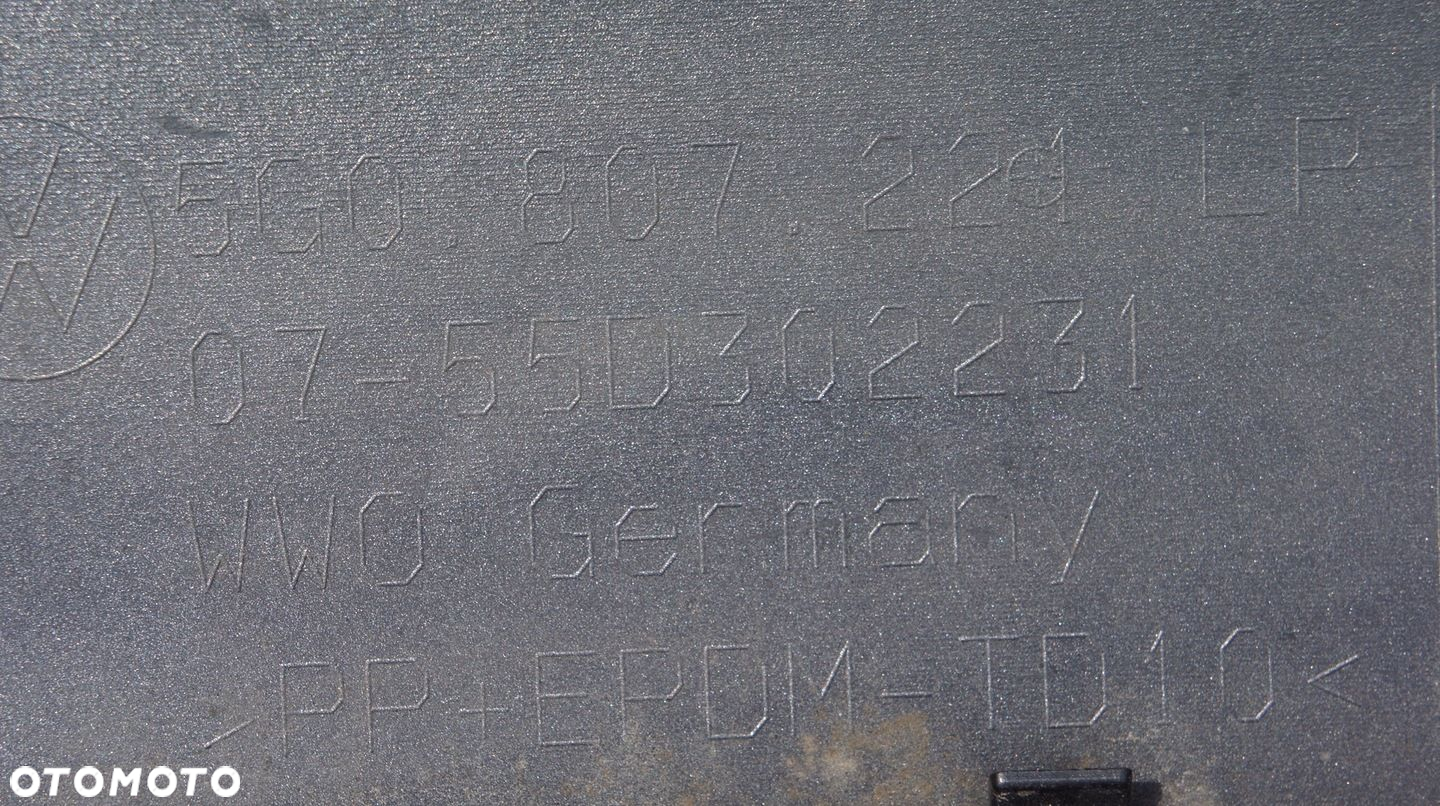 5G0.807.221 LP
07-55D302231
WWO Germany
>PP+EPDM-TD10<
OTOMOTO